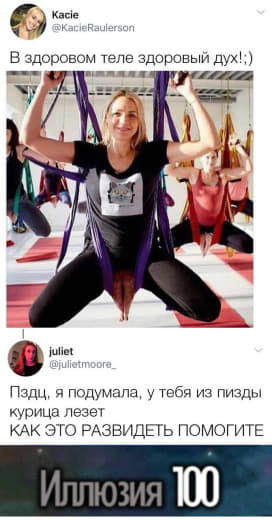 Kacie
@KacieRaulerson
В здоровом теле здоровый дух!;)
juliet
@julietmoore_
Пздц, я подумала, у тебя из пизды
курица лезет
КАК ЭТО РАЗВИДЕТЬ ПОМОГИТЕ
Иллюзия 100